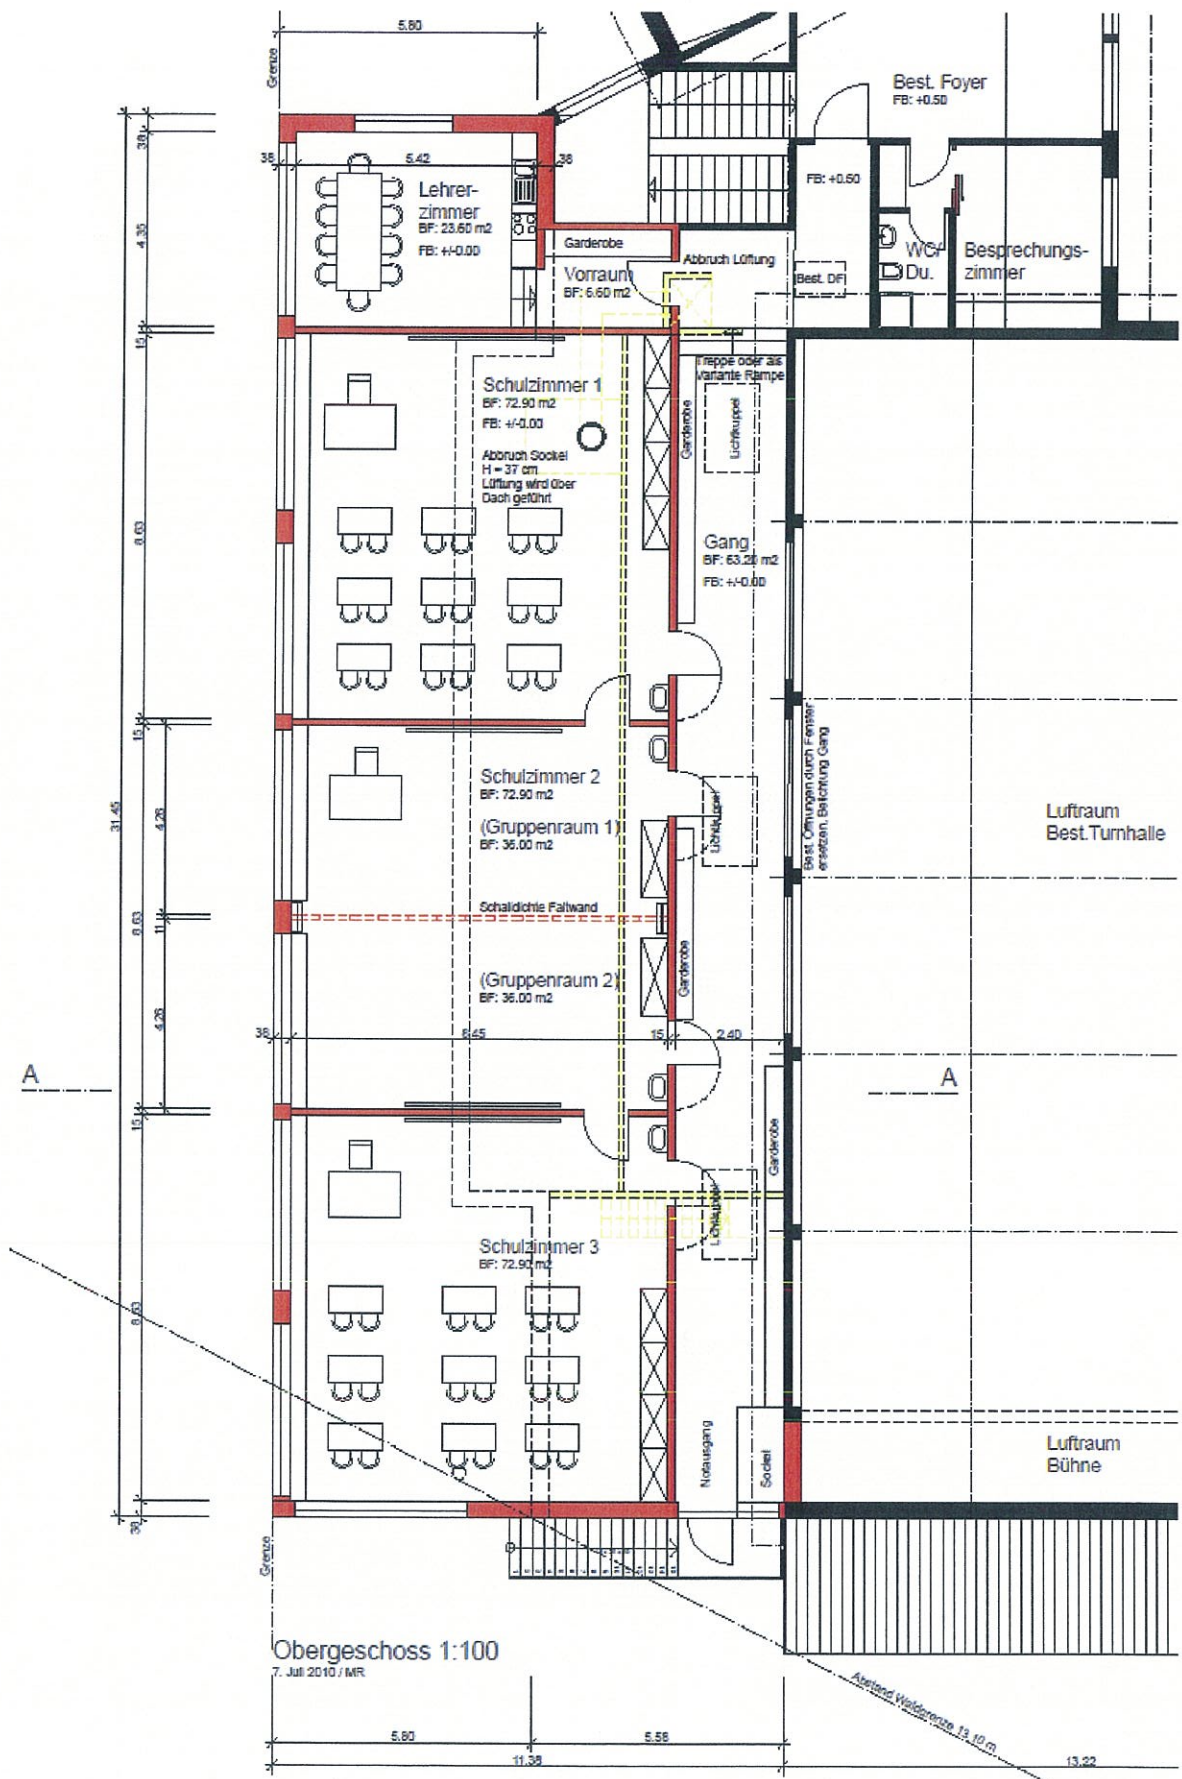 5.80
Grenze
Best. Foyer
FB: +0.50
38
5.42
38
FB: +0.50
Lehrer-
zimmer
BF: 23.60 m2
FB: +/-0.00
Garderobe
Vorraum
BF: 6.60 m2
Abbruch Lüftung
Best. DF
WC/
Du.
Besprechungs-
zimmer
38
4.35
15
Treppe oder als
Variante Rampe
Schulzimmer 1
BF: 72.90 m2
FB: +/-0.00
Abbruch Sockel
H = 37 cm
Lüftung wird über
Dach geführt
Garderobe
Lichtkuppel
8.63
Gang
BF: 63.20 m2
FB: +/-0.00
15
Schulzimmer 2
BF: 72.90 m2
(Gruppenraum 1)
BF: 36.00 m2
Lichtkuppel
Best. Öffnungen durch Fenster
ersetzen, Belichtung Gang
Luftraum
Best.Turnhalle
31.45
4.26
8.63
11
4.26
Schalldichte Faltwand
(Gruppenraum 2)
BF: 36.00 m2
Garderobe
38
8.45
15
2.40
A
A
15
Garderobe
Lichtkuppel
Schulzimmer 3
BF: 72.90 m2
8.63
Notausgang
Sockel
Luftraum
Bühne
38
Grenze
Obergeschoss 1:100
7. Juli 2010 / MR
Abstand Waldgrenze 13.10 m
5.80
5.58
11.38
13.22